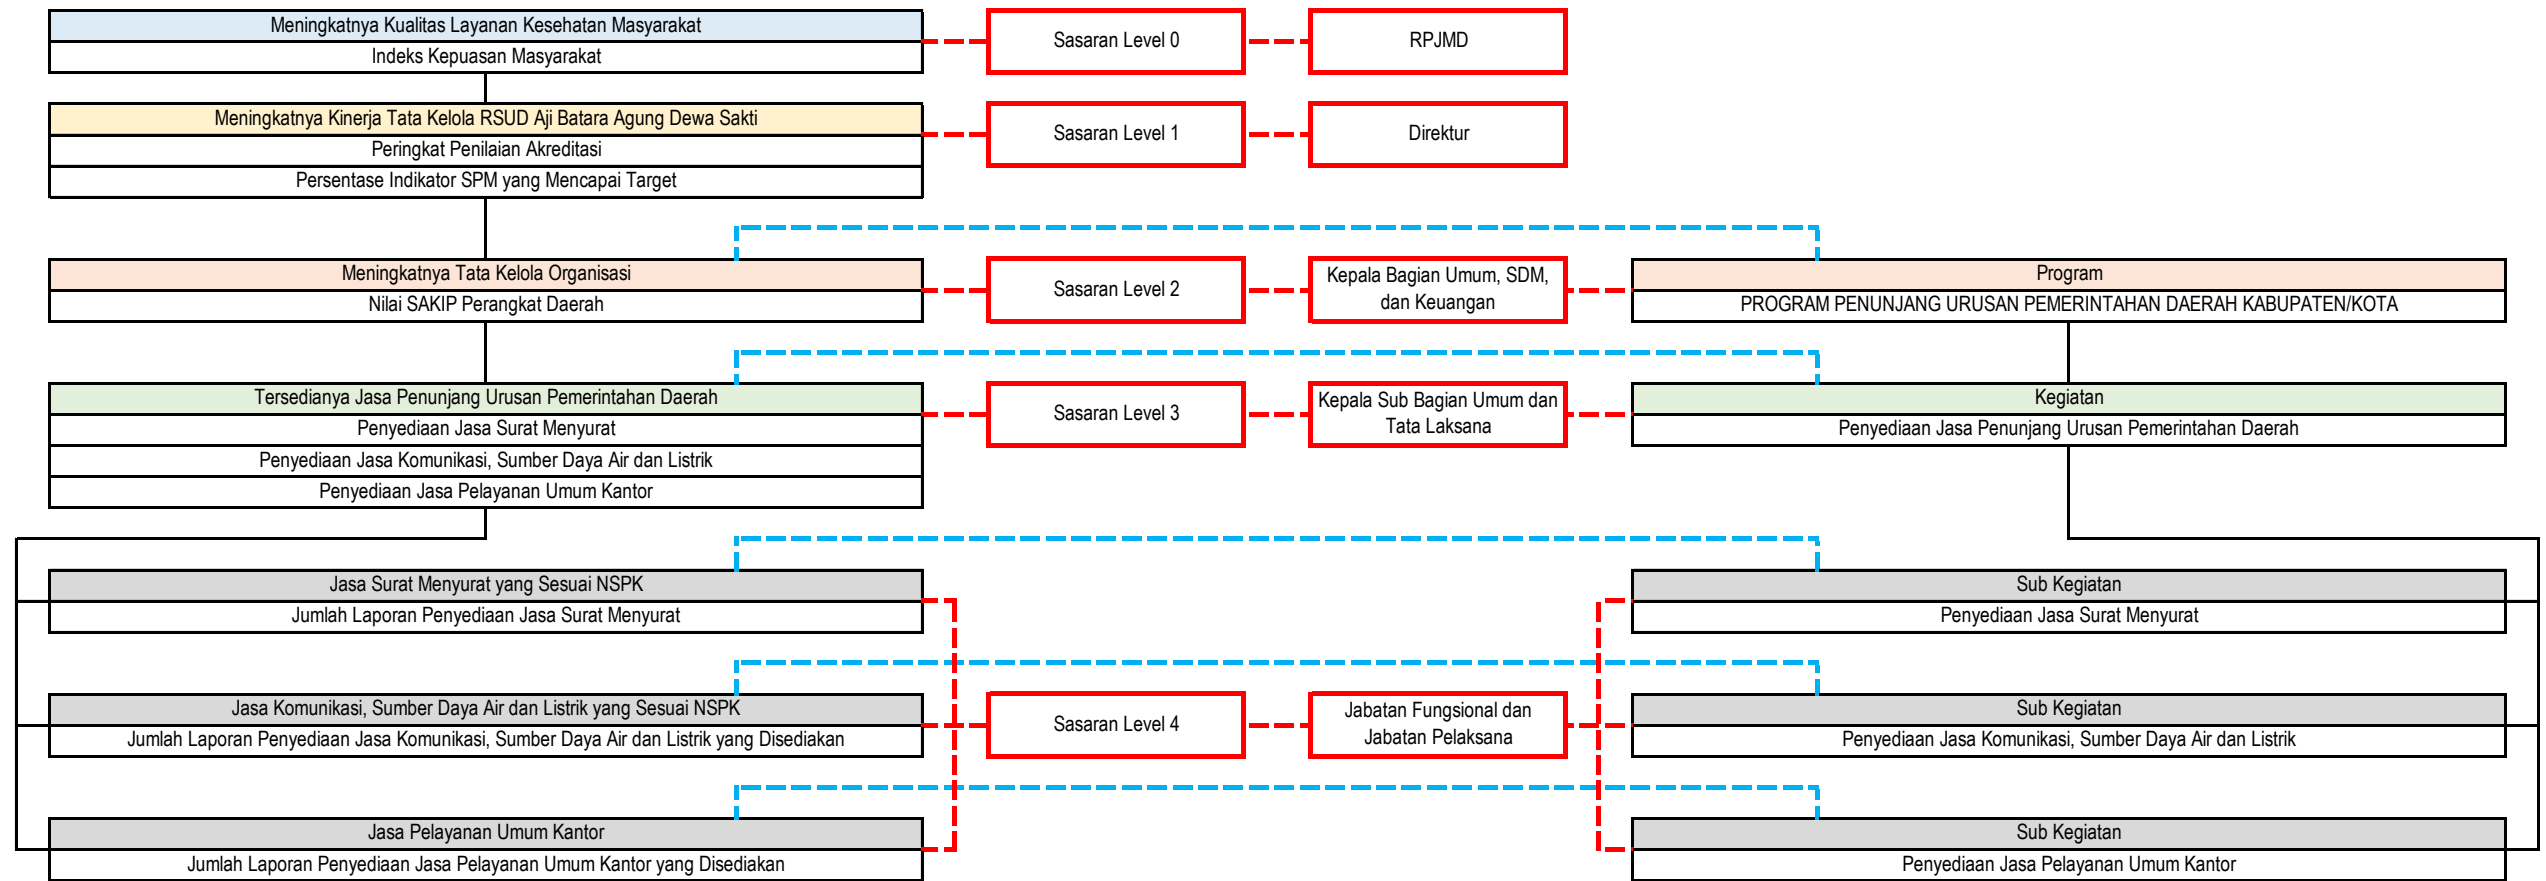 Meningkatnya Kualitas Layanan Kesehatan Masyarakat
Indeks Kepuasan Masyarakat
Sasaran Level 0
RPJMD
Meningkatnya Kinerja Tata Kelola RSUD Aji Batara Agung Dewa Sakti
Peringkat Penilaian Akreditasi
Persentase Indikator SPM yang Mencapai Target
Sasaran Level 1
Direktur
Meningkatnya Tata Kelola Organisasi
Nilai SAKIP Perangkat Daerah
Sasaran Level 2
Kepala Bagian Umum, SDM,
dan Keuangan
Program
PROGRAM PENUNJANG URUSAN PEMERINTAHAN DAERAH KABUPATEN/KOTA
Tersedianya Jasa Penunjang Urusan Pemerintahan Daerah
Penyediaan Jasa Surat Menyurat
Penyediaan Jasa Komunikasi, Sumber Daya Air dan Listrik
Penyediaan Jasa Pelayanan Umum Kantor
Sasaran Level 3
Kepala Sub Bagian Umum dan
Tata Laksana
Kegiatan
Penyediaan Jasa Penunjang Urusan Pemerintahan Daerah
Jasa Surat Menyurat yang Sesuai NSPK
Jumlah Laporan Penyediaan Jasa Surat Menyurat
Sub Kegiatan
Penyediaan Jasa Surat Menyurat
Jasa Komunikasi, Sumber Daya Air dan Listrik yang Sesuai NSPK
Jumlah Laporan Penyediaan Jasa Komunikasi, Sumber Daya Air dan Listrik yang Disediakan
Sasaran Level 4
Jabatan Fungsional dan
Jabatan Pelaksana
Sub Kegiatan
Penyediaan Jasa Komunikasi, Sumber Daya Air dan Listrik
Jasa Pelayanan Umum Kantor
Jumlah Laporan Penyediaan Jasa Pelayanan Umum Kantor yang Disediakan
Sub Kegiatan
Penyediaan Jasa Pelayanan Umum Kantor